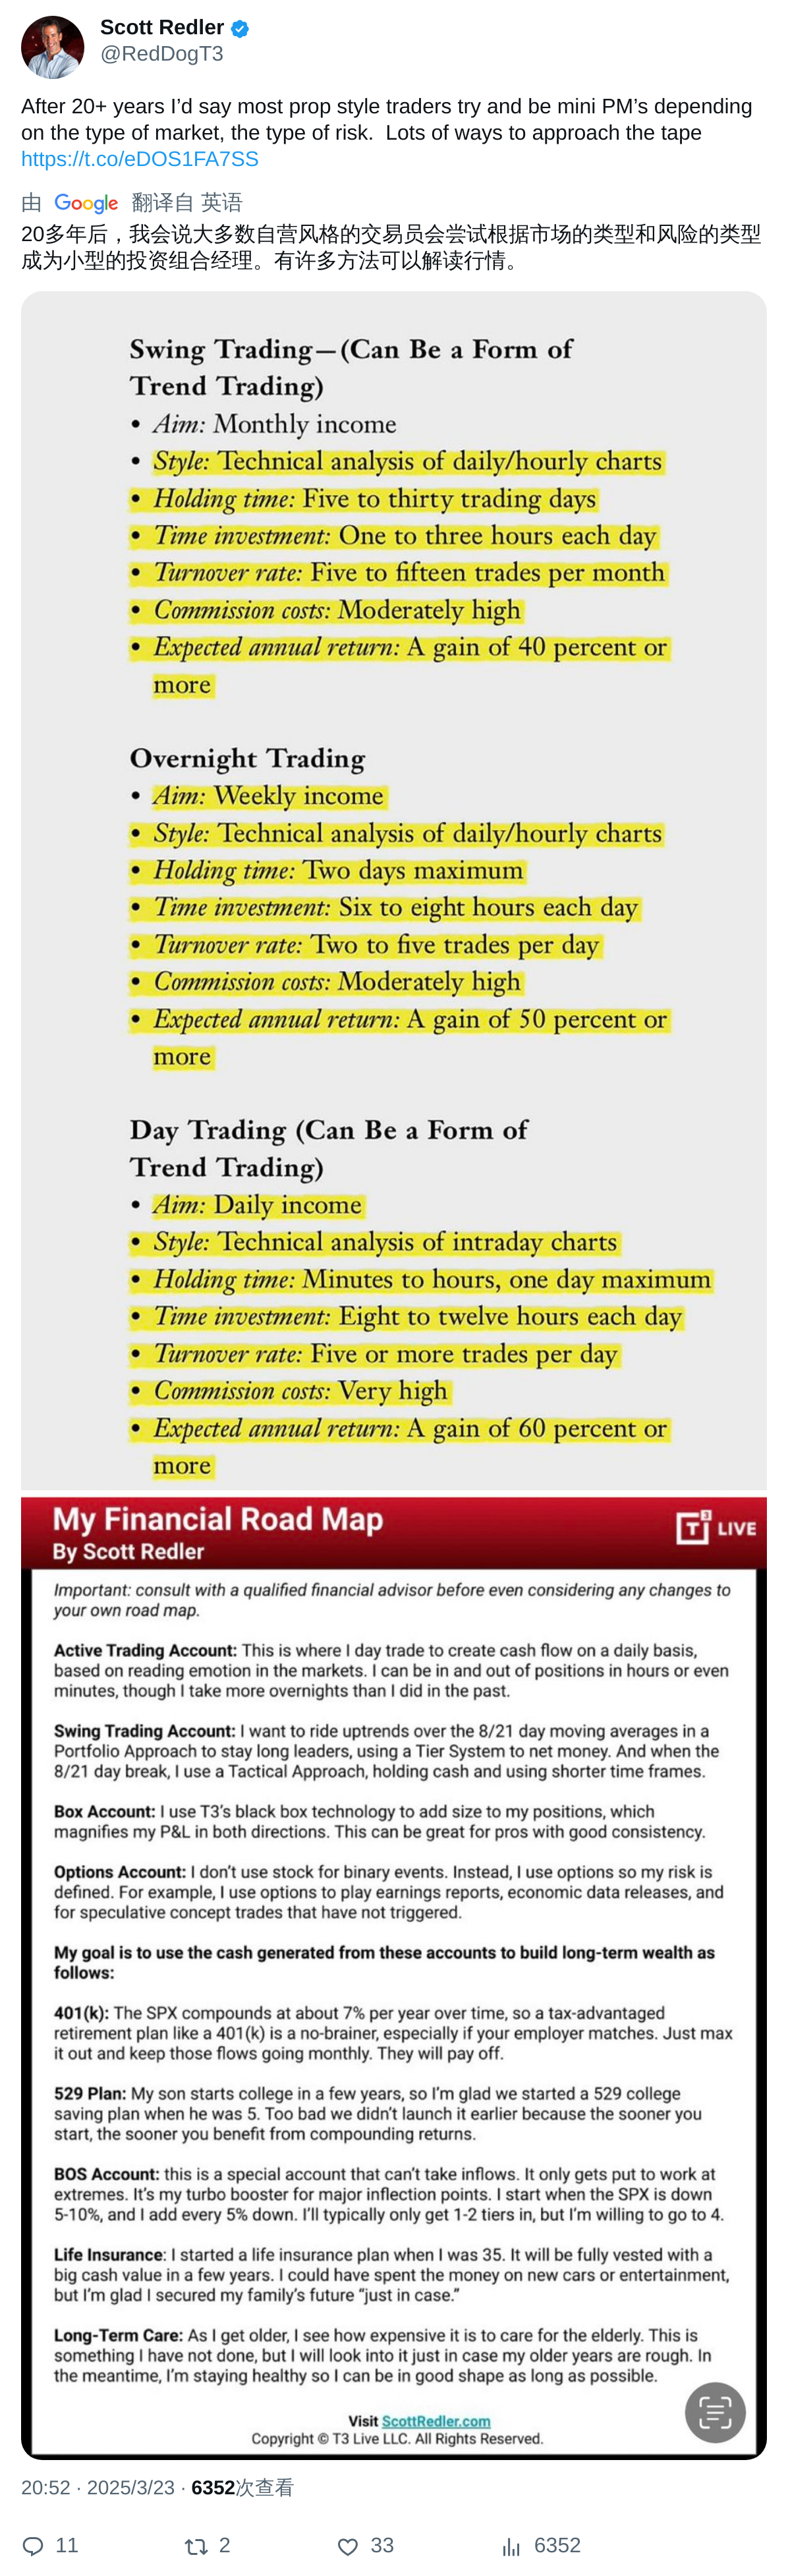 Scott Redler
@RedDogT3
After 20+ years I’d say most prop style traders try and be mini PM’s depending
on the type of market, the type of risk.  Lots of ways to approach the tape
https://t.co/eDOS1FA7SS
由 Google 翻译自 英语
20多年后，我会说大多数自营风格的交易员会尝试根据市场的类型和风险的类型
成为小型的投资组合经理。有许多方法可以解读行情。
Swing Trading—(Can Be a Form of
Trend Trading)
• Aim: Monthly income
• Style: Technical analysis of daily/hourly charts
• Holding time: Five to thirty trading days
• Time investment: One to three hours each day
• Turnover rate: Five to fifteen trades per month
• Commission costs: Moderately high
• Expected annual return: A gain of 40 percent or
more
Overnight Trading
• Aim: Weekly income
• Style: Technical analysis of daily/hourly charts
• Holding time: Two days maximum
• Time investment: Six to eight hours each day
• Turnover rate: Two to five trades per day
• Commission costs: Moderately high
• Expected annual return: A gain of 50 percent or
more
Day Trading (Can Be a Form of
Trend Trading)
• Aim: Daily income
• Style: Technical analysis of intraday charts
• Holding time: Minutes to hours, one day maximum
• Time investment: Eight to twelve hours each day
• Turnover rate: Five or more trades per day
• Commission costs: Very high
• Expected annual return: A gain of 60 percent or
more
My Financial Road Map
T3 LIVE
By Scott Redler
Important: consult with a qualified financial advisor before even considering any changes to
your own road map.
Active Trading Account: This is where I day trade to create cash flow on a daily basis,
based on reading emotion in the markets. I can be in and out of positions in hours or even
minutes, though I take more overnights than I did in the past.
Swing Trading Account: I want to ride uptrends over the 8/21 day moving averages in a
Portfolio Approach to stay long leaders, using a Tier System to net money. And when the
8/21 day break, I use a Tactical Approach, holding cash and using shorter time frames.
Box Account: I use T3’s black box technology to add size to my positions, which
magnifies my P&L in both directions. This can be great for pros with good consistency.
Options Account: I don’t use stock for binary events. Instead, I use options so my risk is
defined. For example, I use options to play earnings reports, economic data releases, and
for speculative concept trades that have not triggered.
My goal is to use the cash generated from these accounts to build long-term wealth as
follows:
401(k): The SPX compounds at about 7% per year over time, so a tax-advantaged
retirement plan like a 401(k) is a no-brainer, especially if your employer matches. Just max
it out and keep those flows going monthly. They will pay off.
529 Plan: My son starts college in a few years, so I’m glad we started a 529 college
saving plan when he was 5. Too bad we didn’t launch it earlier because the sooner you
start, the sooner you benefit from compounding returns.
BOS Account: this is a special account that can’t take inflows. It only gets put to work at
extremes. It’s my turbo booster for major inflection points. I start when the SPX is down
5-10%, and I add every 5% down. I’ll typically only get 1-2 tiers in, but I’m willing to go to 4.
Life Insurance: I started a life insurance plan when I was 35. It will be fully vested with a
big cash value in a few years. I could have spent the money on new cars or entertainment,
but I’m glad I secured my family’s future “just in case.”
Long-Term Care: As I get older, I see how expensive it is to care for the elderly. This is
something I have not done, but I will look into it just in case my older years are rough. In
the meantime, I’m staying healthy so I can be in good shape as long as possible.
Visit ScottRedler.com
Copyright © T3 Live LLC. All Rights Reserved.
20:52 · 2025/3/23 · 6352次查看
11 2 33 6352